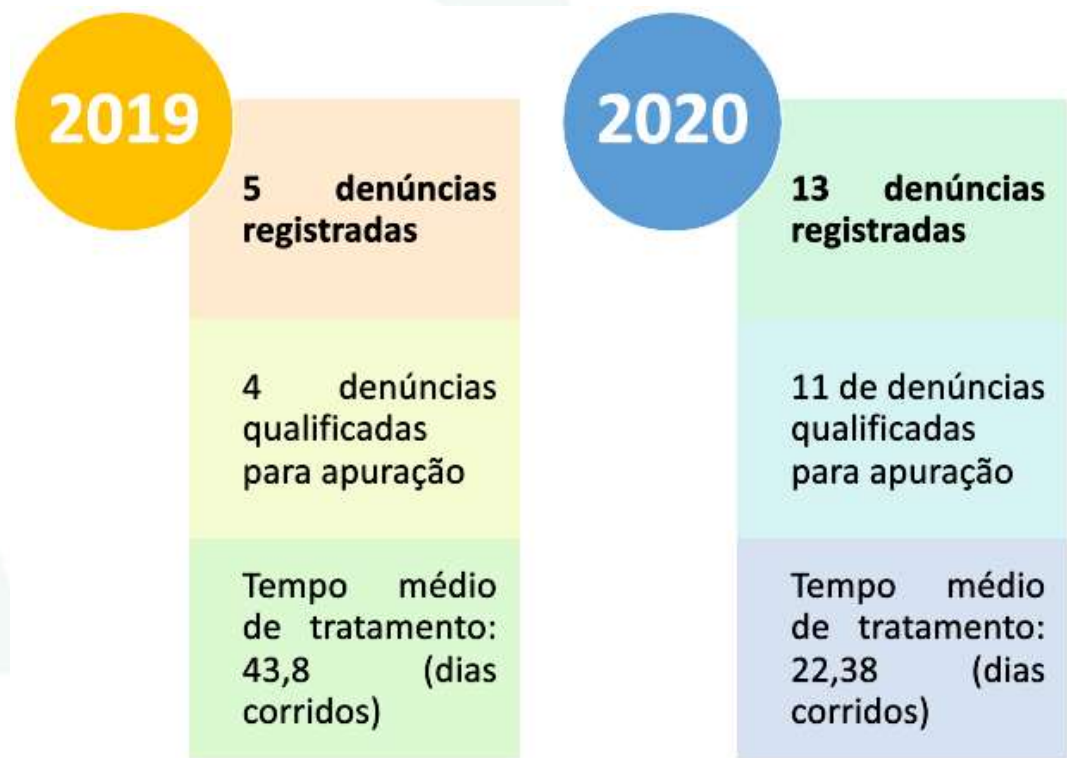 2019
5 denúncias
registradas
4 denúncias
qualificadas
para apuração
Tempo médio
de tratamento:
43,8 (dias
corridos)
2020
13 denúncias
registradas
11 de denúncias
qualificadas
para apuração
Tempo médio
de tratamento:
22,38 (dias
corridos)